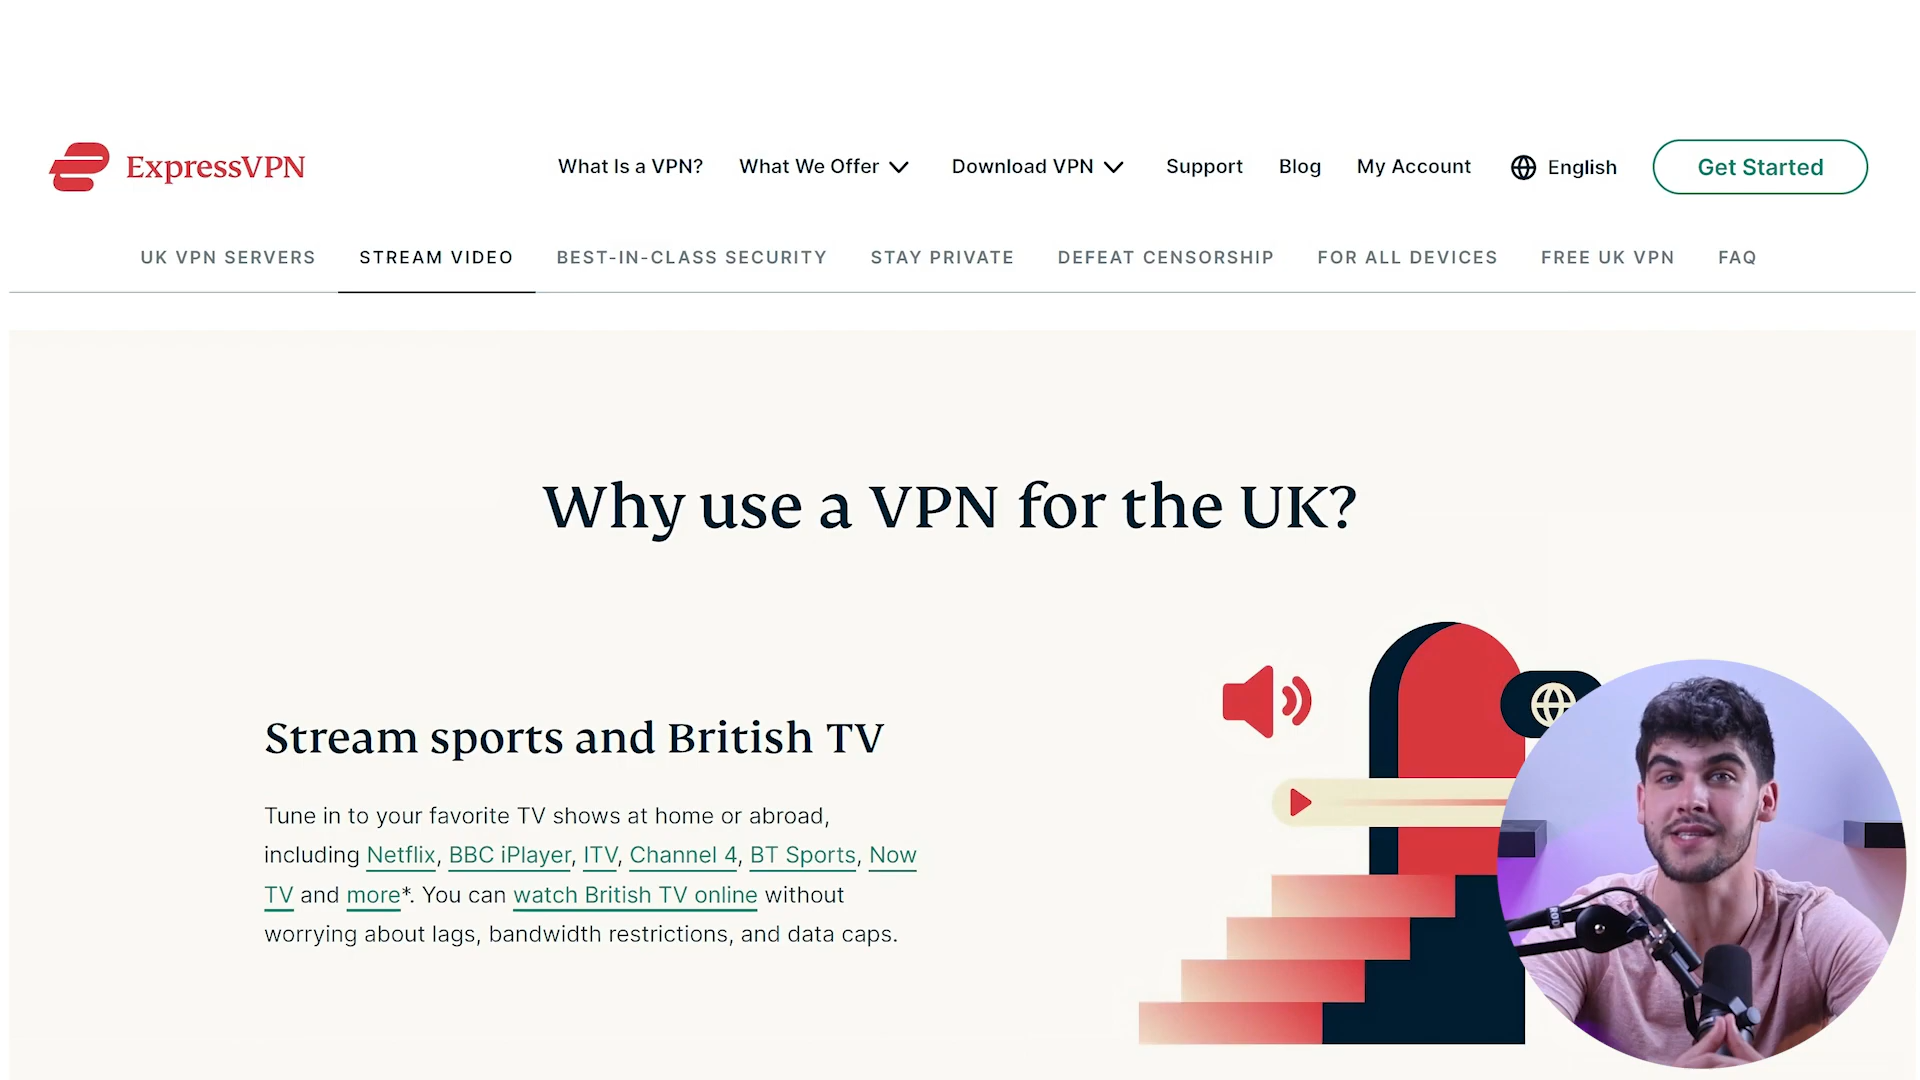 ExpressVPN
What Is a VPN? What We Offer Download VPN Support Blog My Account English Get Started
UK VPN SERVERS STREAM VIDEO BEST-IN-CLASS SECURITY STAY PRIVATE DEFEAT CENSORSHIP FOR ALL DEVICES FREE UK VPN FAQ
Why use a VPN for the UK?
Stream sports and British TV
Tune in to your favorite TV shows at home or abroad,
including Netflix, BBC iPlayer, ITV, Channel 4, BT Sports, Now
TV and more*. You can watch British TV online without
worrying about lags, bandwidth restrictions, and data caps.